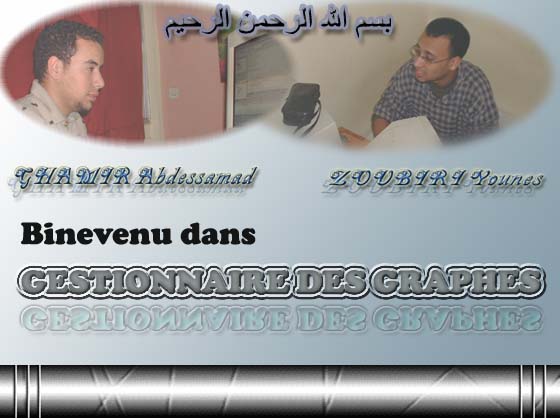 بسم الله الرحمن الرحيم
GHAMIR Abdessamad
ZOUBIRI Younes
Binevenu dans
GESTIONNAIRE DES GRAPHES